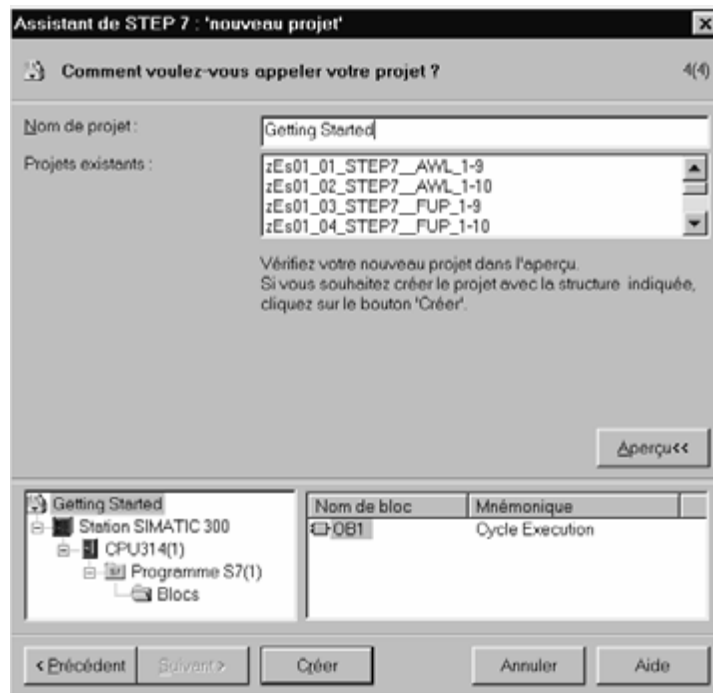 Assistant de STEP 7 : 'nouveau projet'
Comment voulez-vous appeler votre projet ? 4(4)
Nom de projet : Getting Started
Projets existants : zEs01_01_STEP7__AWL_1-9
zEs01_02_STEP7__AWL_1-10
zEs01_03_STEP7__FUP_1-9
zEs01_04_STEP7__FUP_1-10
Vérifiez votre nouveau projet dans l'aperçu.
Si vous souhaitez créer le projet avec la structure indiquée,
cliquez sur le bouton 'Créer'.
Aperçu<<
Getting Started
Station SIMATIC 300
CPU314(1)
Programme S7(1)
Blocs
Nom de bloc Mnémonique
OB1 Cycle Execution
< Précédent Suivant > Créer Annuler Aide